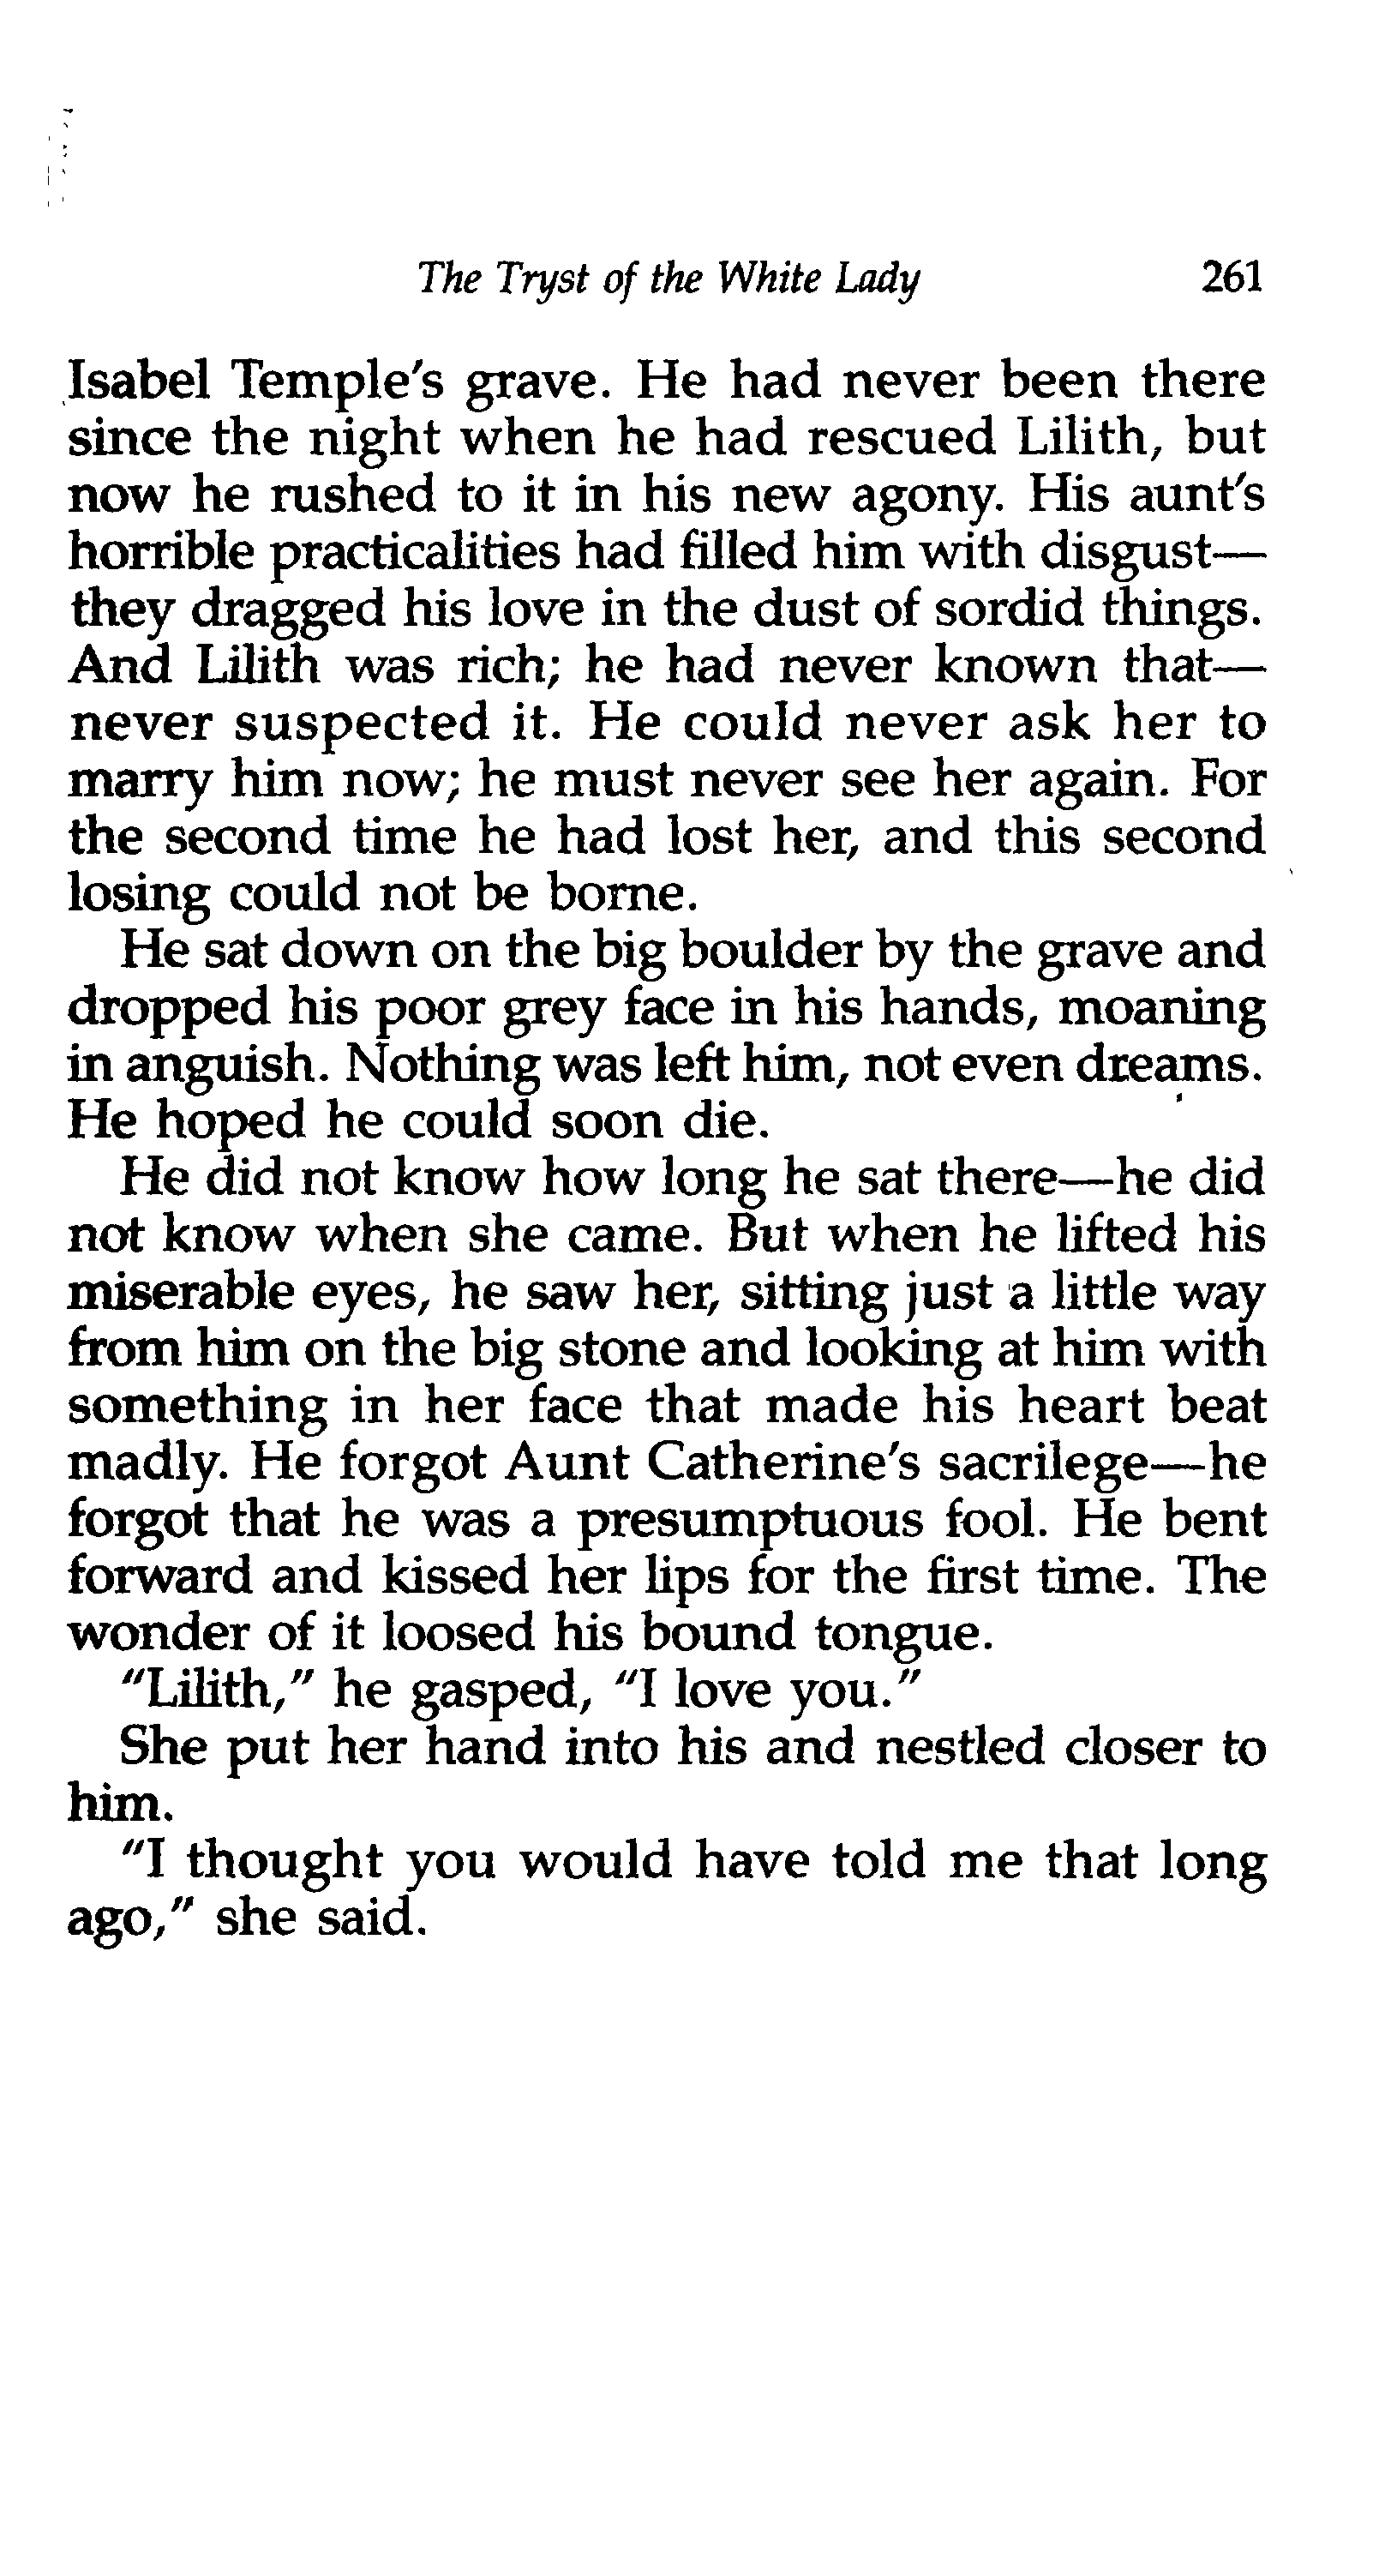 The Tryst of the White Lady 261
Isabel Temple's grave. He had never been there
since the night when he had rescued Lilith, but
now he rushed to it in his new agony. His aunt's
horrible practicalities had filled him with disgust—
they dragged his love in the dust of sordid things.
And Lilith was rich; he had never known that—
never suspected it. He could never ask her to
marry him now; he must never see her again. For
the second time he had lost her, and this second
losing could not be borne.
He sat down on the big boulder by the grave and
dropped his poor grey face in his hands, moaning
in anguish. Nothing was left him, not even dreams.
He hoped he could soon die.
He did not know how long he sat there—he did
not know when she came. But when he lifted his
miserable eyes, he saw her, sitting just a little way
from him on the big stone and looking at him with
something in her face that made his heart beat
madly. He forgot Aunt Catherine's sacrilege—he
forgot that he was a presumptuous fool. He bent
forward and kissed her lips for the first time. The
wonder of it loosed his bound tongue.
"Lilith," he gasped, "I love you."
She put her hand into his and nestled closer to
him.
"I thought you would have told me that long
ago," she said.